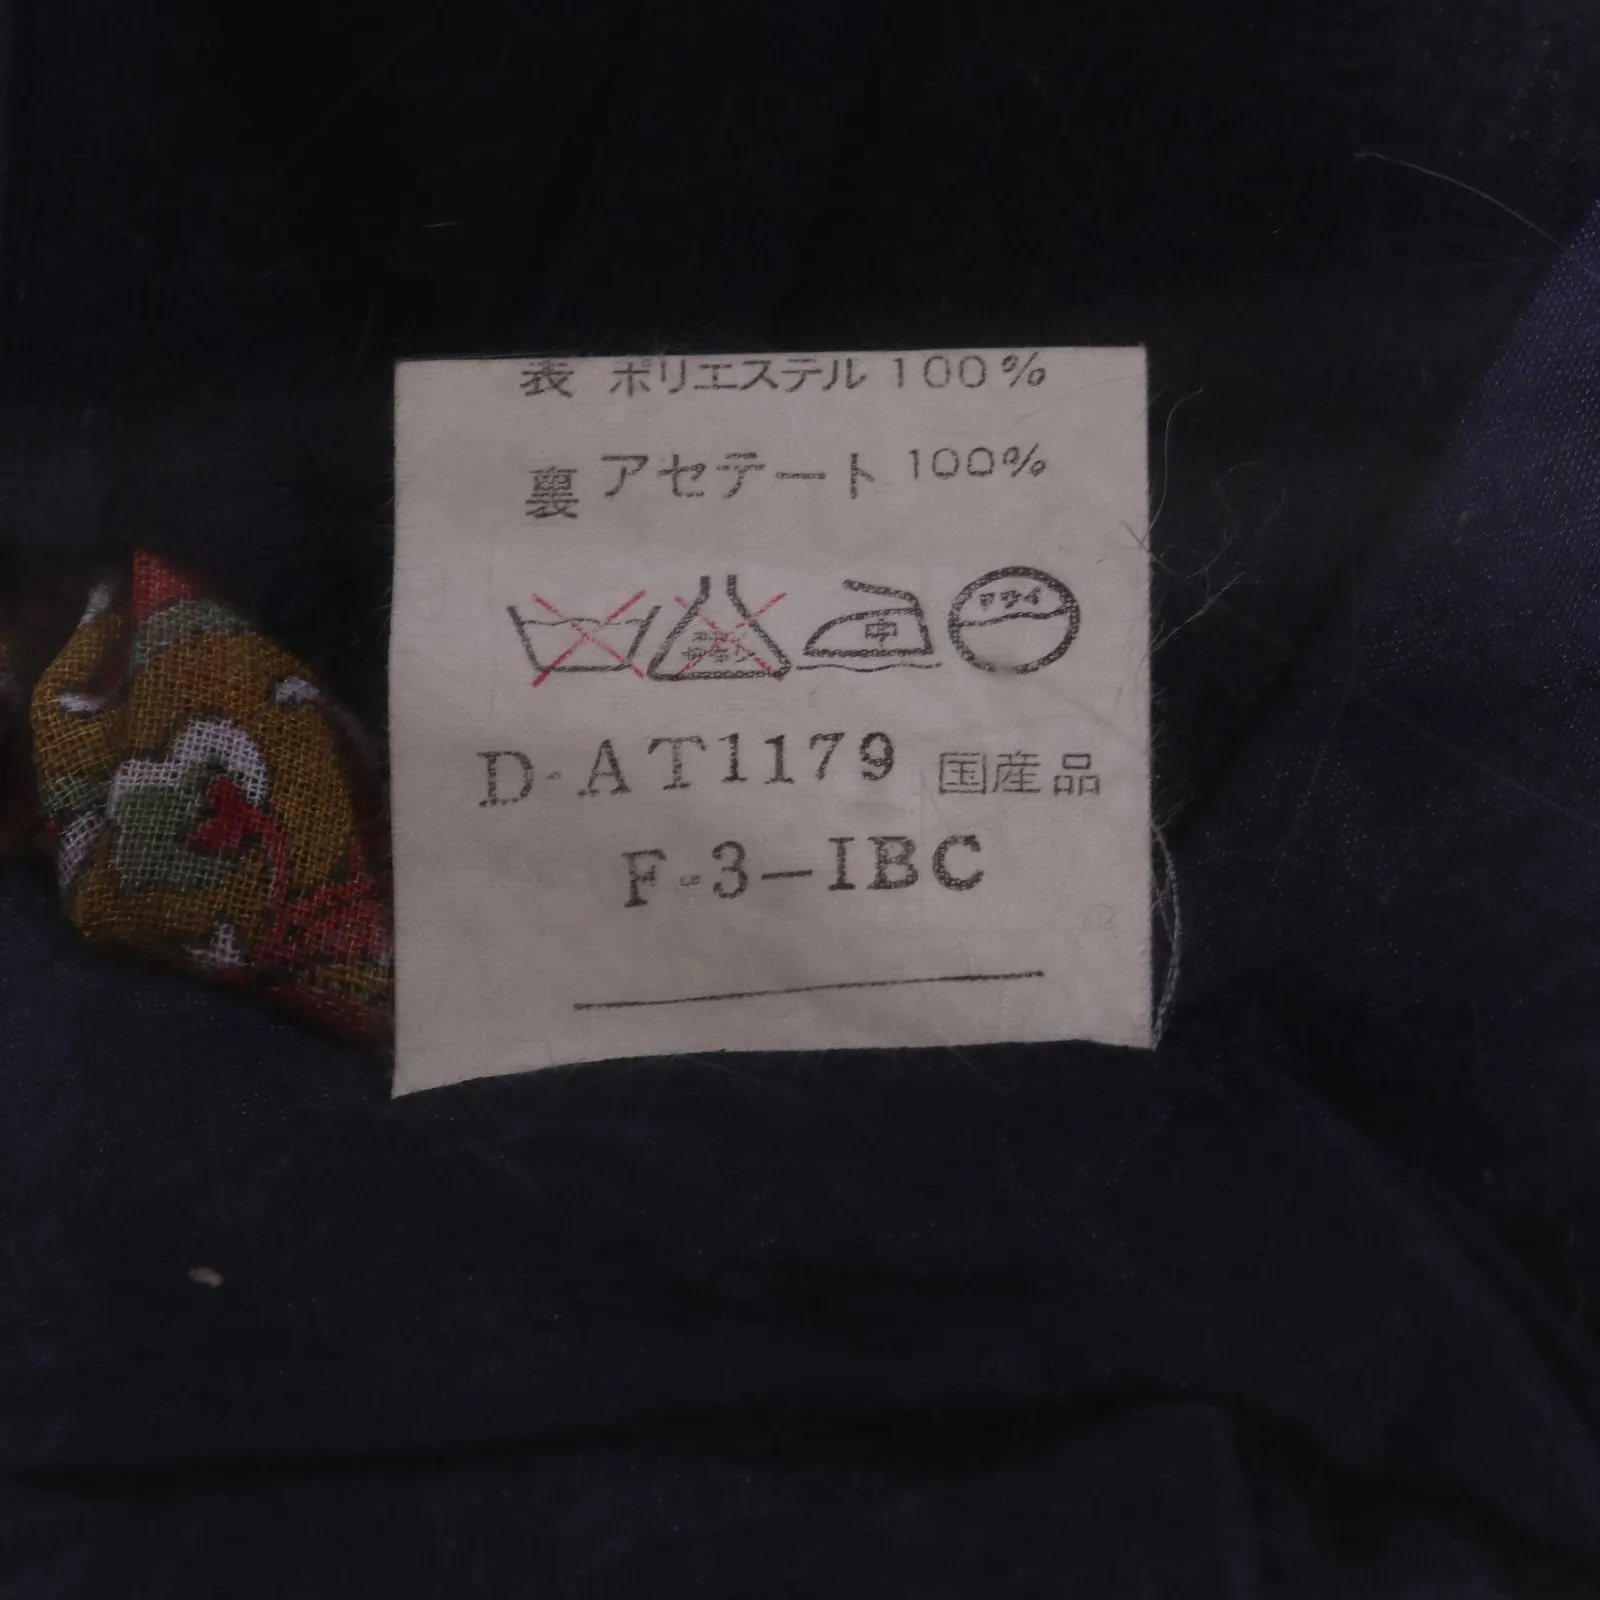 表 ポリエステル 100%
裏 アセテート 100%
中
D-AT1179 国産品
F-3-IBC